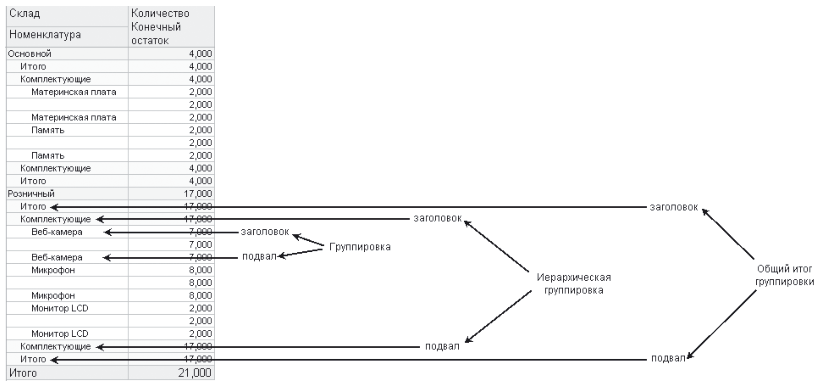 Склад Количество
Конечный остаток
Номенклатура
Основной 4,000
Итого 4,000
Комплектующие 4,000
Материнская плата 2,000
2,000
Материнская плата 2,000
Память 2,000
2,000
Память 2,000
Комплектующие 4,000
Итого 4,000
Розничный 17,000
Итого 17,000 заголовок
Комплектующие 17,000 заголовок
Веб-камера 7,000 заголовок
7,000 Группировка
Веб-камера 7,000 подвал
Микрофон 8,000
8,000
Микрофон 8,000
Монитор LCD 2,000
2,000
Монитор LCD 2,000
Комплектующие 17,000 подвал
Итого 17,000 подвал
Итого 21,000
Иерархическая
группировка
Общий итог
группировки